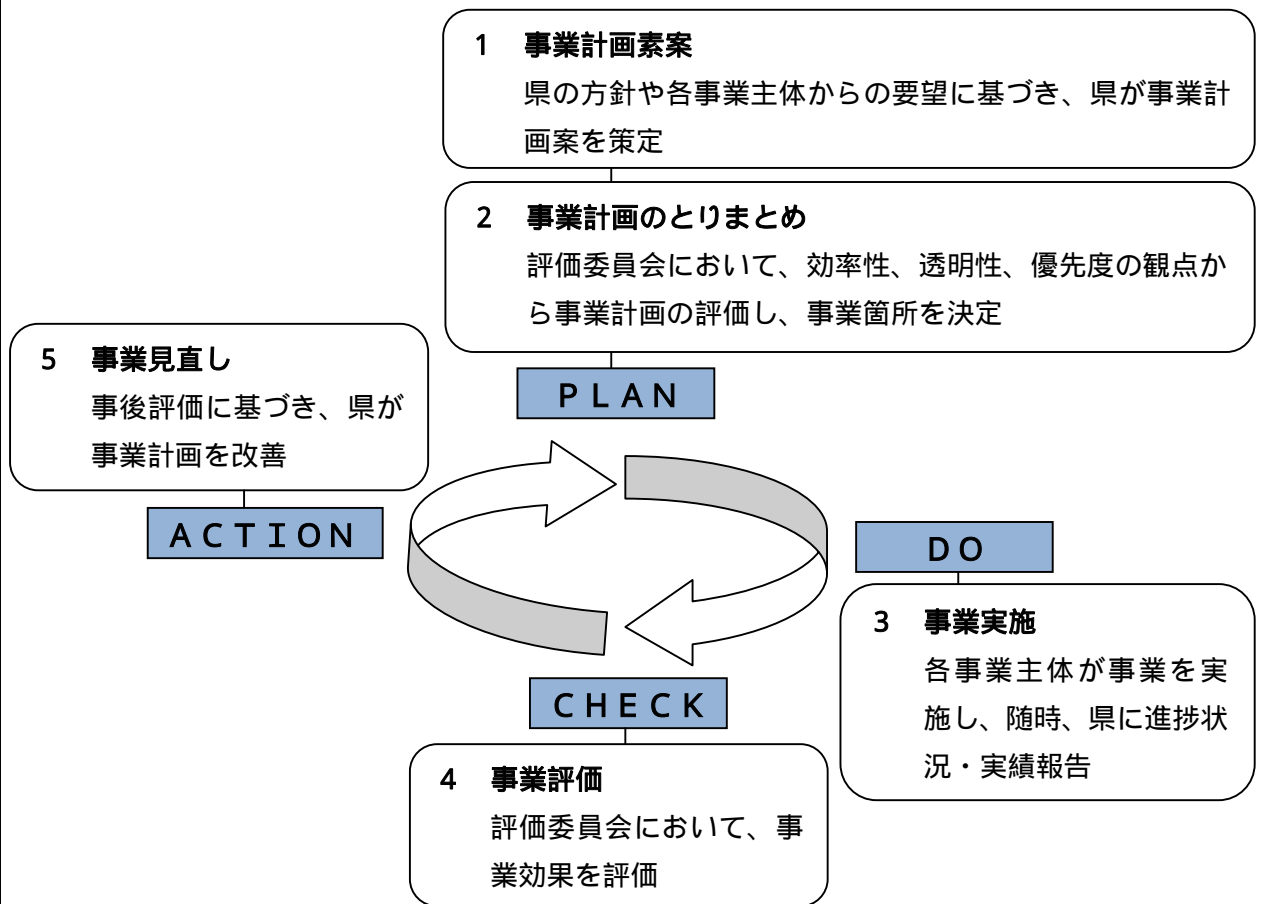 1 事業計画素案
県の方針や各事業主体からの要望に基づき、県が事業計
画案を策定
2 事業計画のとりまとめ
評価委員会において、効率性、透明性、優先度の観点か
ら事業計画の評価し、事業箇所を決定
PLAN
5 事業見直し
事後評価に基づき、県が
事業計画を改善
ACTION
DO
3 事業実施
各事業主体が事業を実
施し、随時、県に進捗状
況・実績報告
CHECK
4 事業評価
評価委員会において、事
業効果を評価